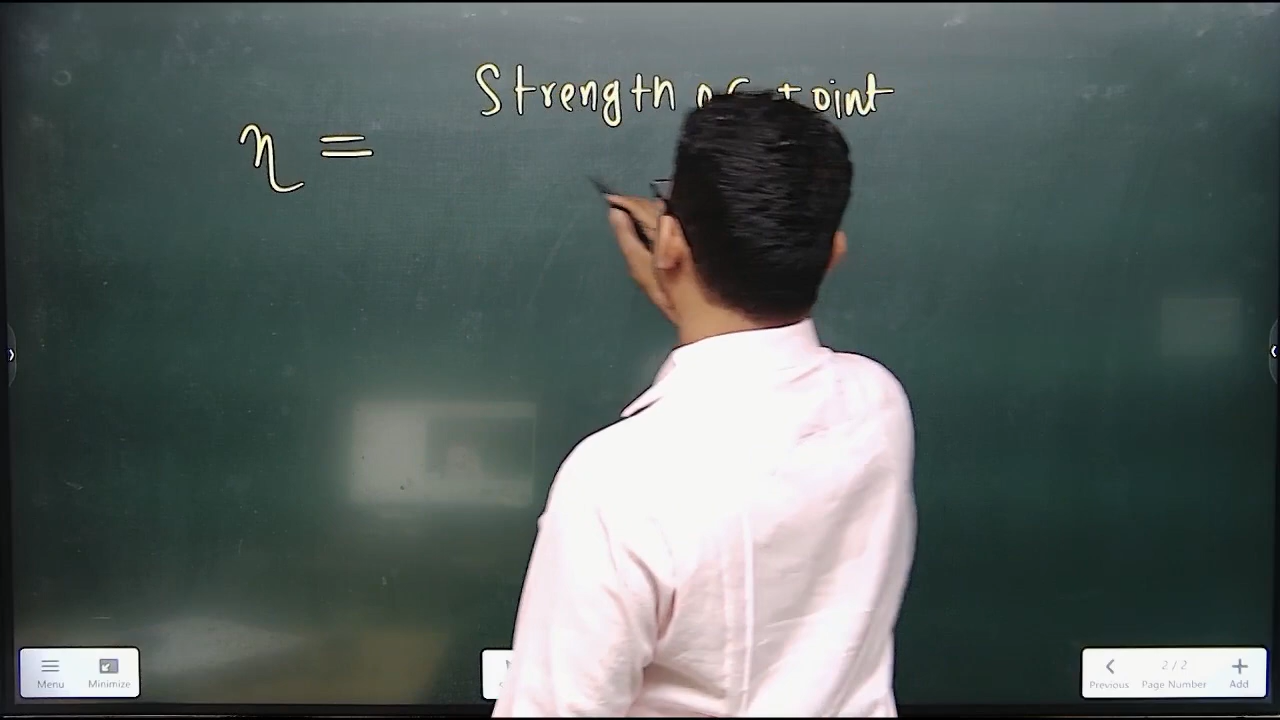 Strength
η =
Menu
Minimize
Previous
2 / 2
Page Number
Add